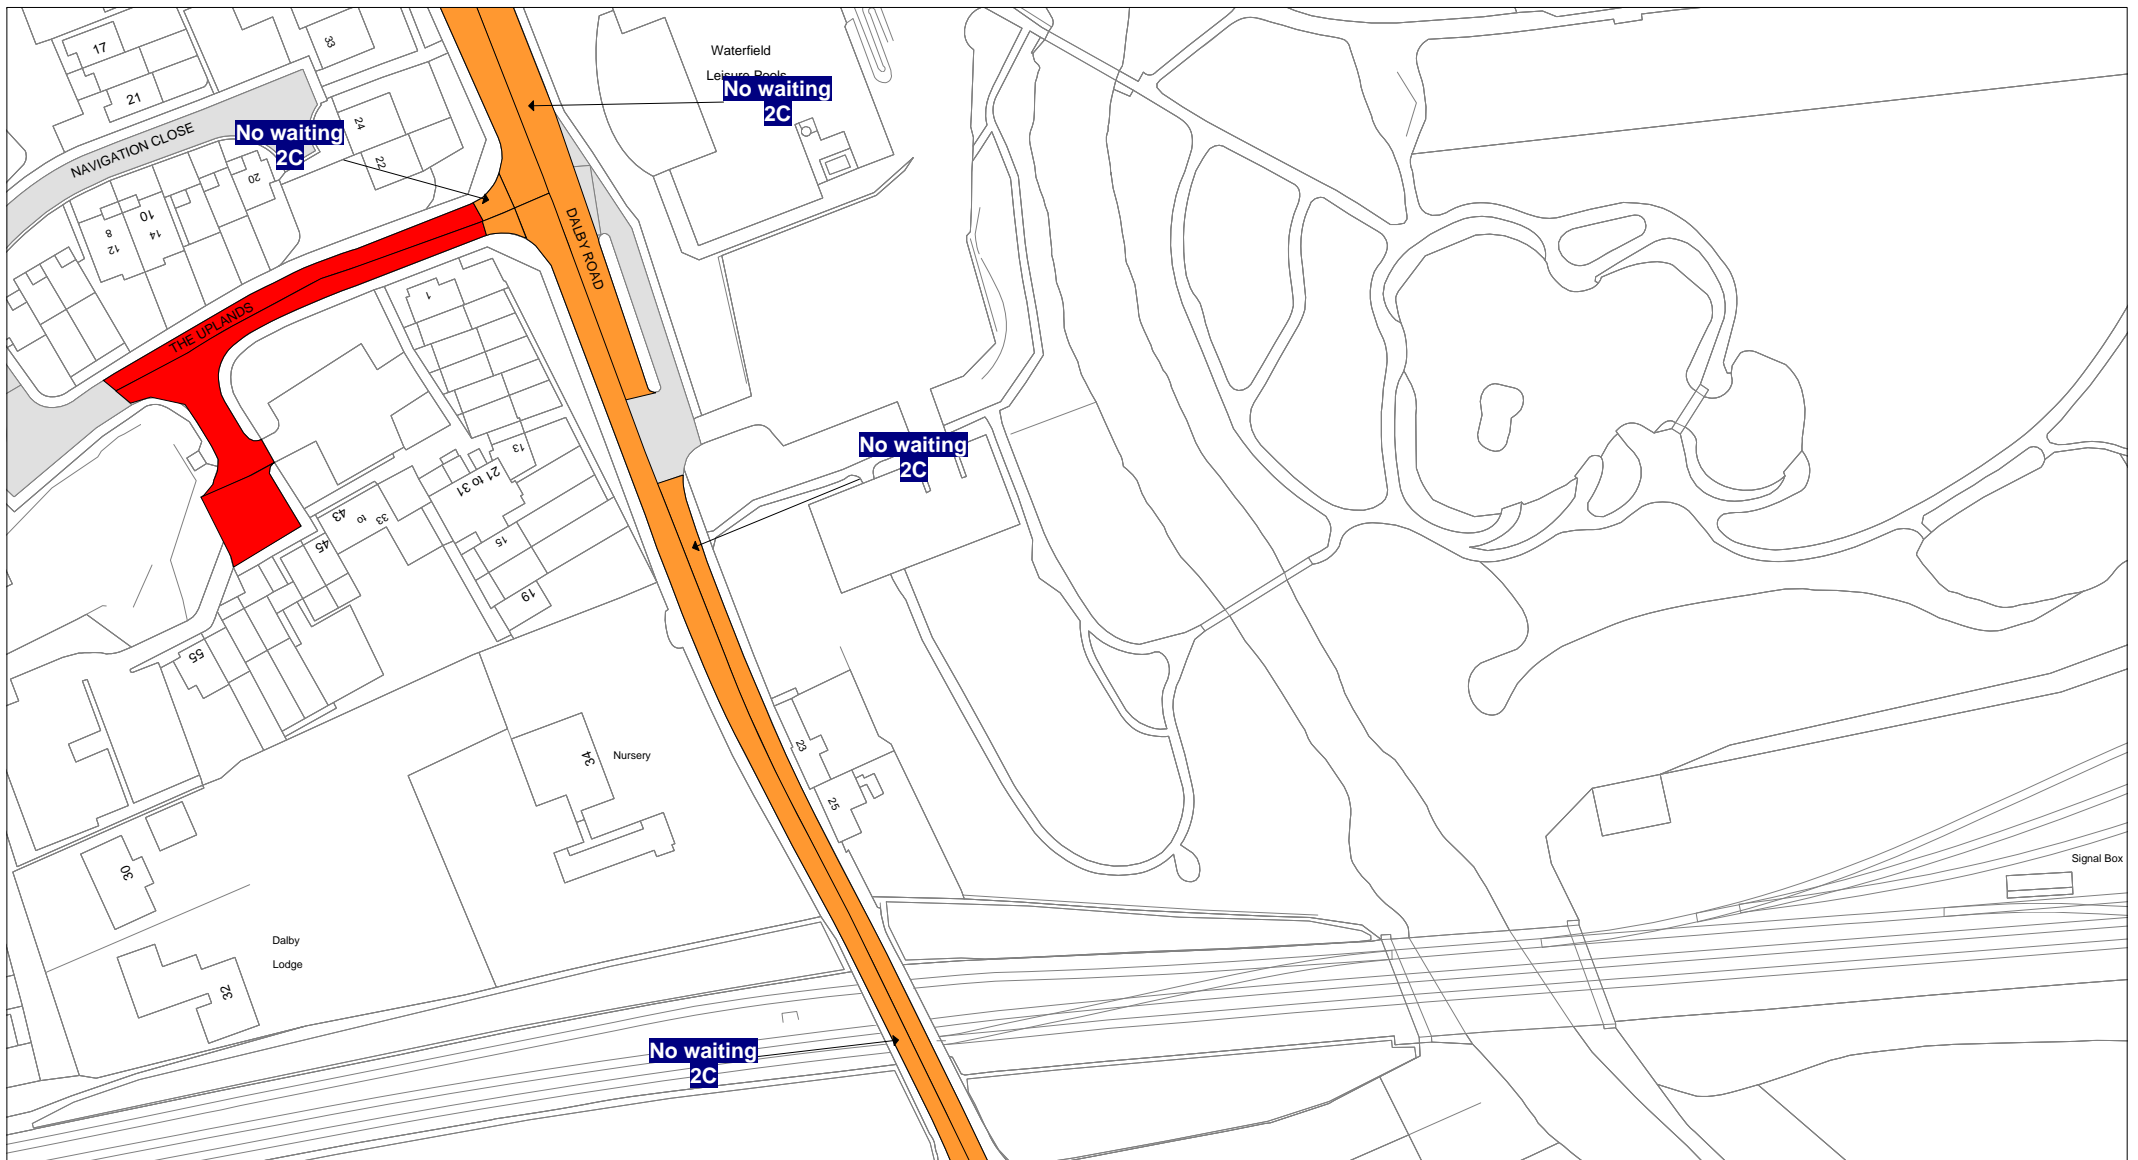 17
33
21
Waterfield
Leisure Pools
No waiting
2C
No waiting
2C
24
22
NAVIGATION CLOSE
20
10
8
14
12
DALBY ROAD
1
THE UPLANDS
13
No waiting
2C
21 to 31
43
to
33
45
15
19
55
23
34
Nursery
25
30
Signal Box
Dalby
Lodge
32
No waiting
2C